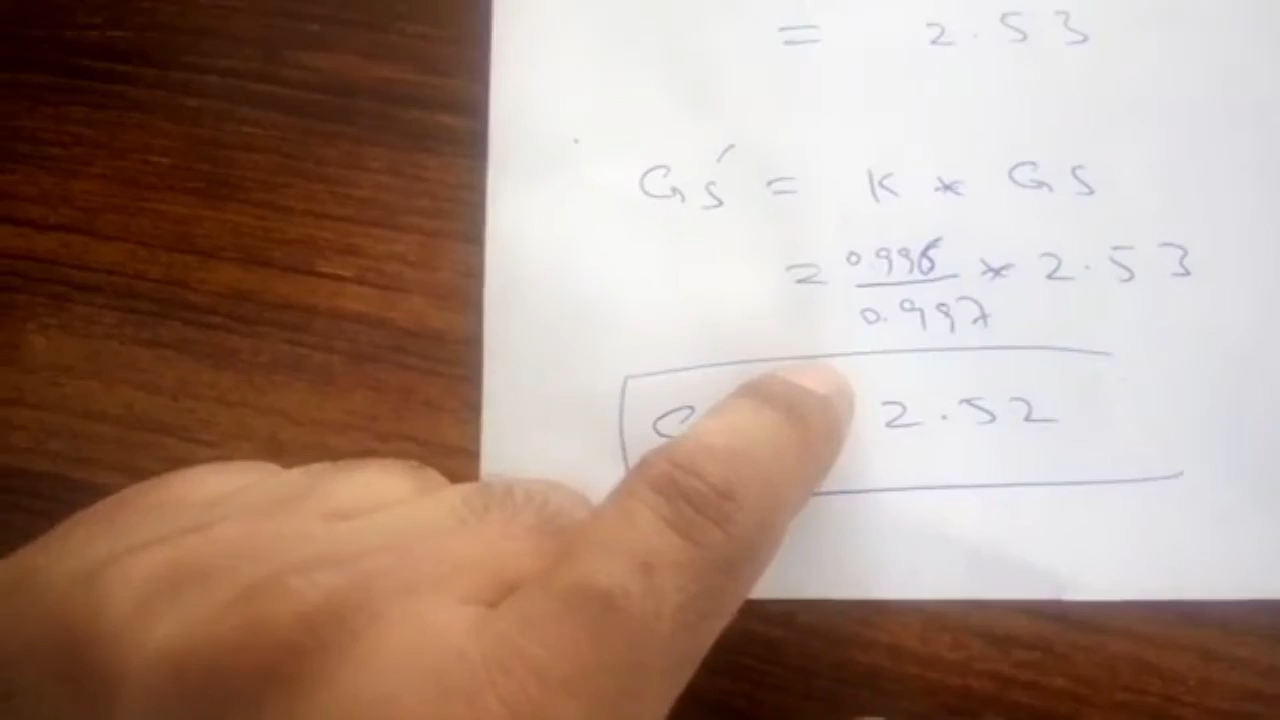 = 2.53
Gs' = K * GS
= 0.996 / 0.997 * 2.53
2.52